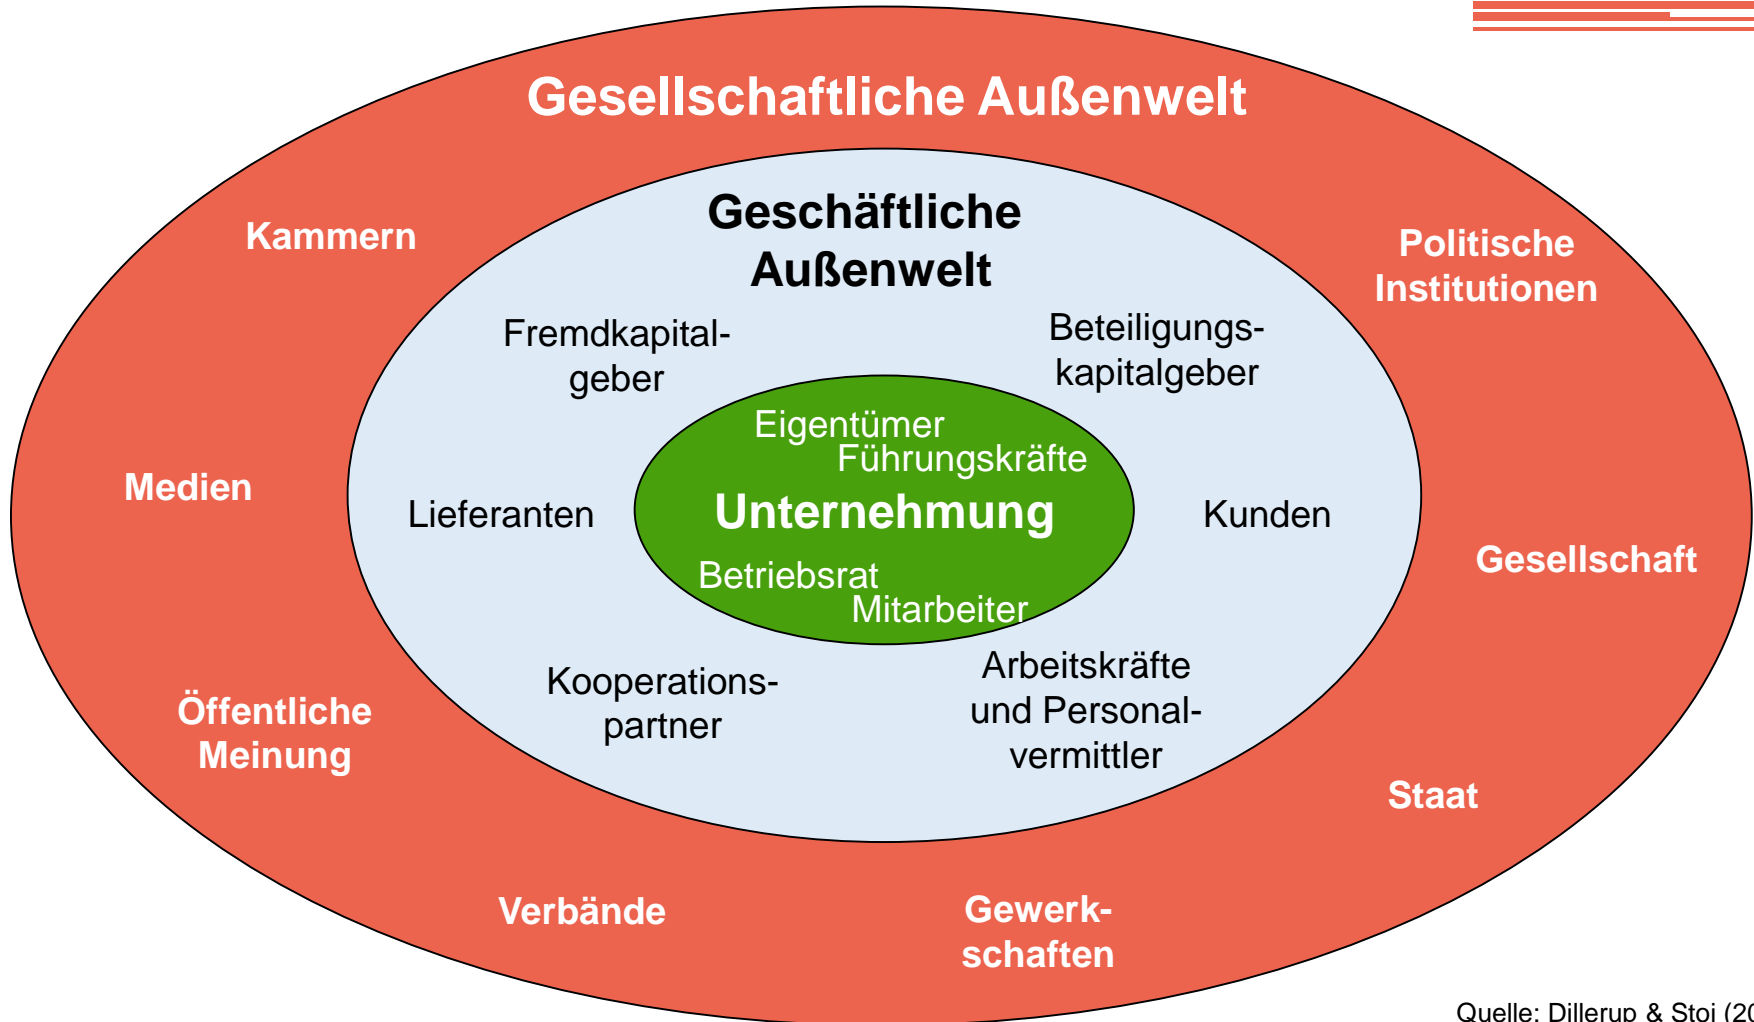 Gesellschaftliche Außenwelt
Geschäftliche
Außenwelt
Kammern
Politische
Institutionen
Fremdkapital-
geber
Beteiligungs-
kapitalgeber
Eigentümer
Führungskräfte
Medien
Lieferanten
Unternehmung
Kunden
Gesellschaft
Betriebsrat
Mitarbeiter
Kooperations-
partner
Arbeitskräfte
und Personal-
vermittler
Öffentliche
Meinung
Staat
Verbände
Gewerk-
schaften
Quelle: Dillerup & Stoi (20